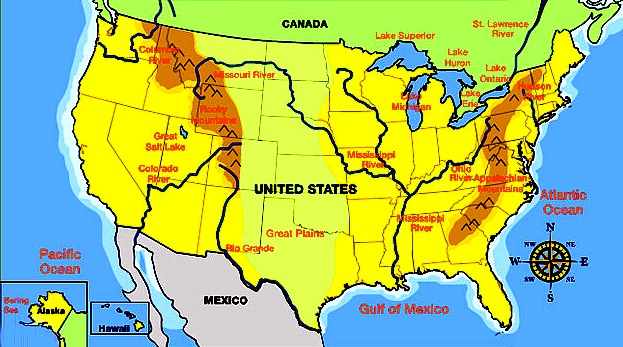 CANADA
St. Lawrence
River
Lake Superior
Columbia
River
Lake
Huron
Lake
Ontario
Missouri River
Hudson
River
Lake
Michigan
Lake
Erie
Rocky
Mountains
Great
Salt Lake
Mississippi
River
Colorado
River
Ohio
River
Appalachian
Mountains
UNITED STATES
Atlantic
Ocean
Mississippi
River
Great Plains
Rio Grande
N
NW
NE
W
E
SW
SE
S
Pacific
Ocean
Bering
Sea
Alaska
Hawaii
MEXICO
Gulf of Mexico